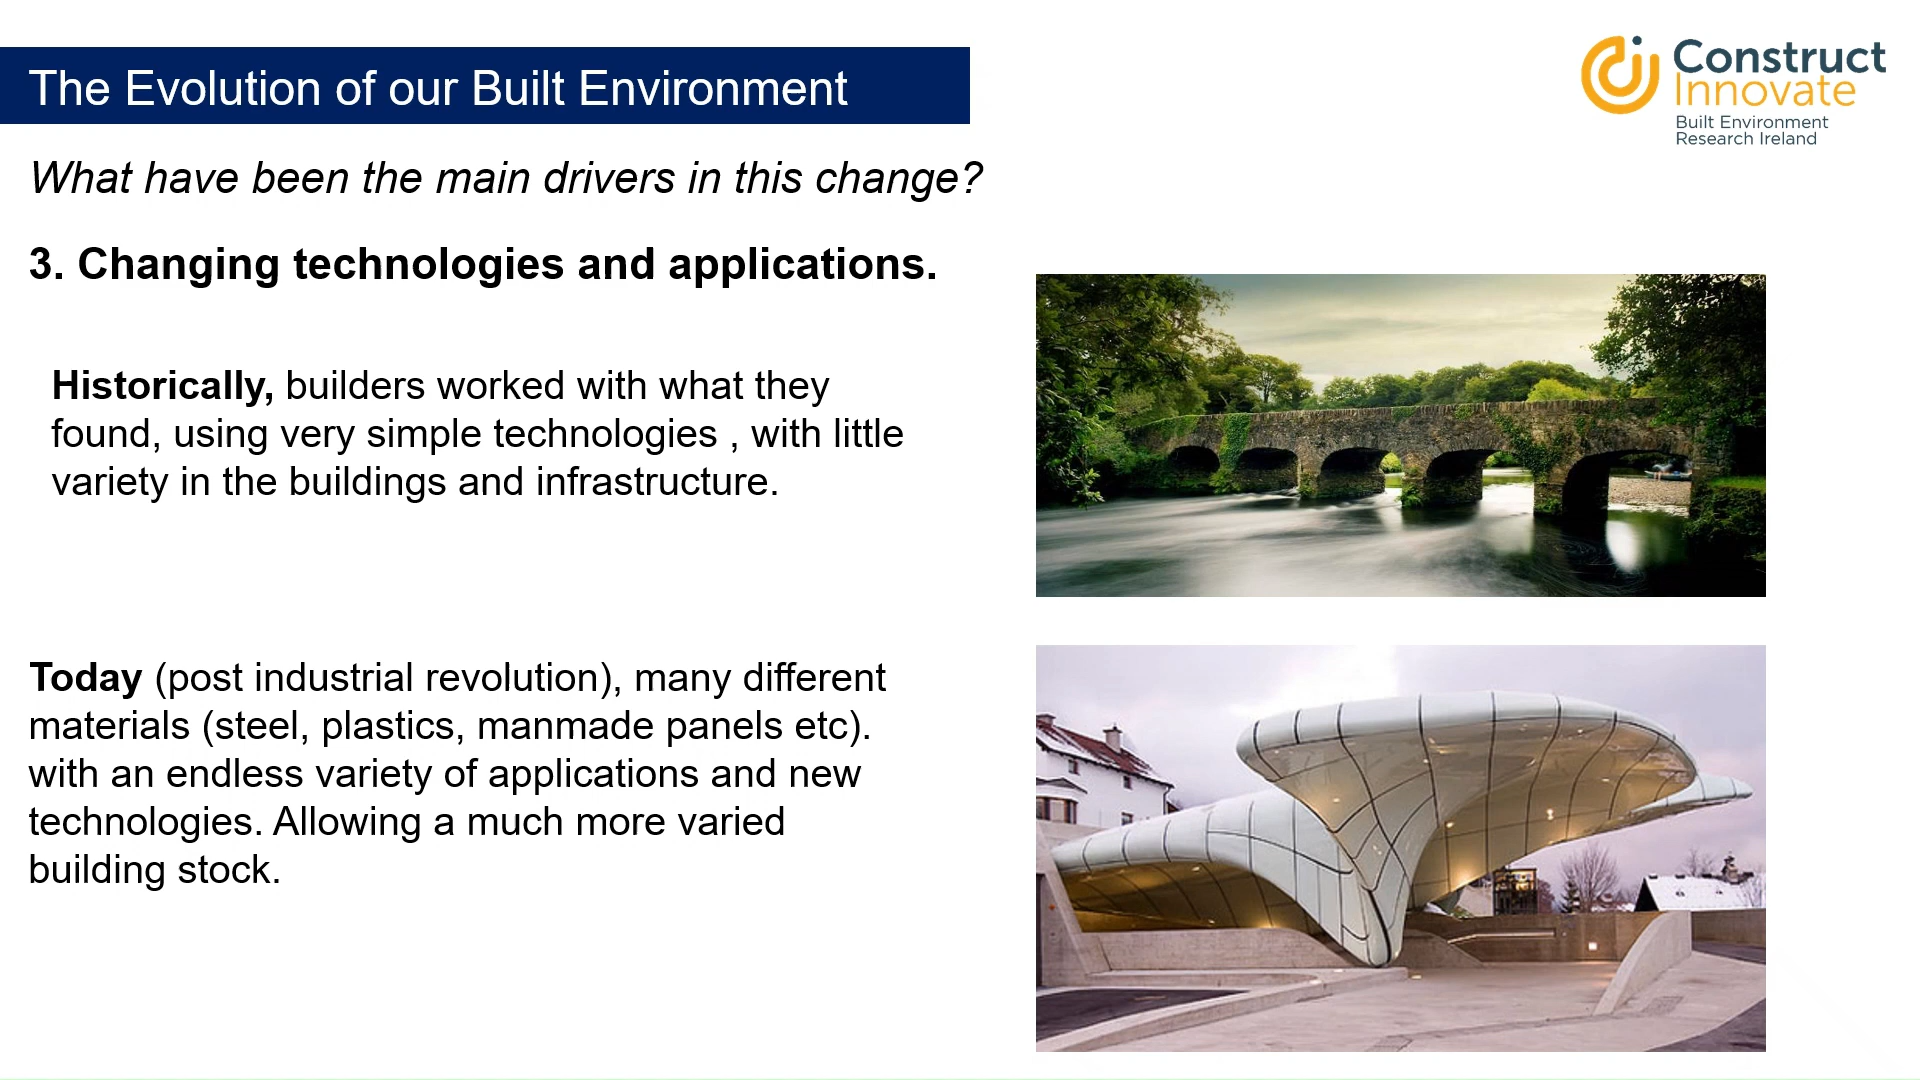 The Evolution of our Built Environment
Construct
Innovate
Built Environment
Research Ireland
What have been the main drivers in this change?
3. Changing technologies and applications.
Historically, builders worked with what they
found, using very simple technologies , with little
variety in the buildings and infrastructure.
Today (post industrial revolution), many different
materials (steel, plastics, manmade panels etc).
with an endless variety of applications and new
technologies. Allowing a much more varied
building stock.